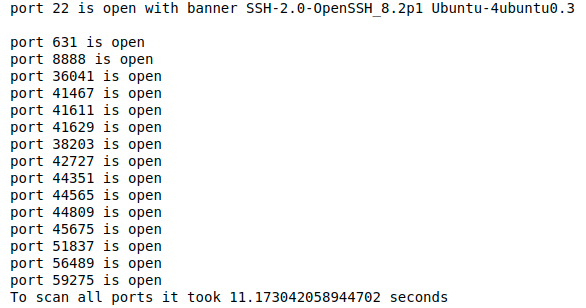 port 22 is open with banner SSH-2.0-OpenSSH_8.2p1 Ubuntu-4ubuntu0.3
port 631 is open
port 8888 is open
port 36041 is open
port 41467 is open
port 41611 is open
port 41629 is open
port 38203 is open
port 42727 is open
port 44351 is open
port 44565 is open
port 44809 is open
port 45675 is open
port 51837 is open
port 56489 is open
port 59275 is open
To scan all ports it took 11.173042058944702 seconds